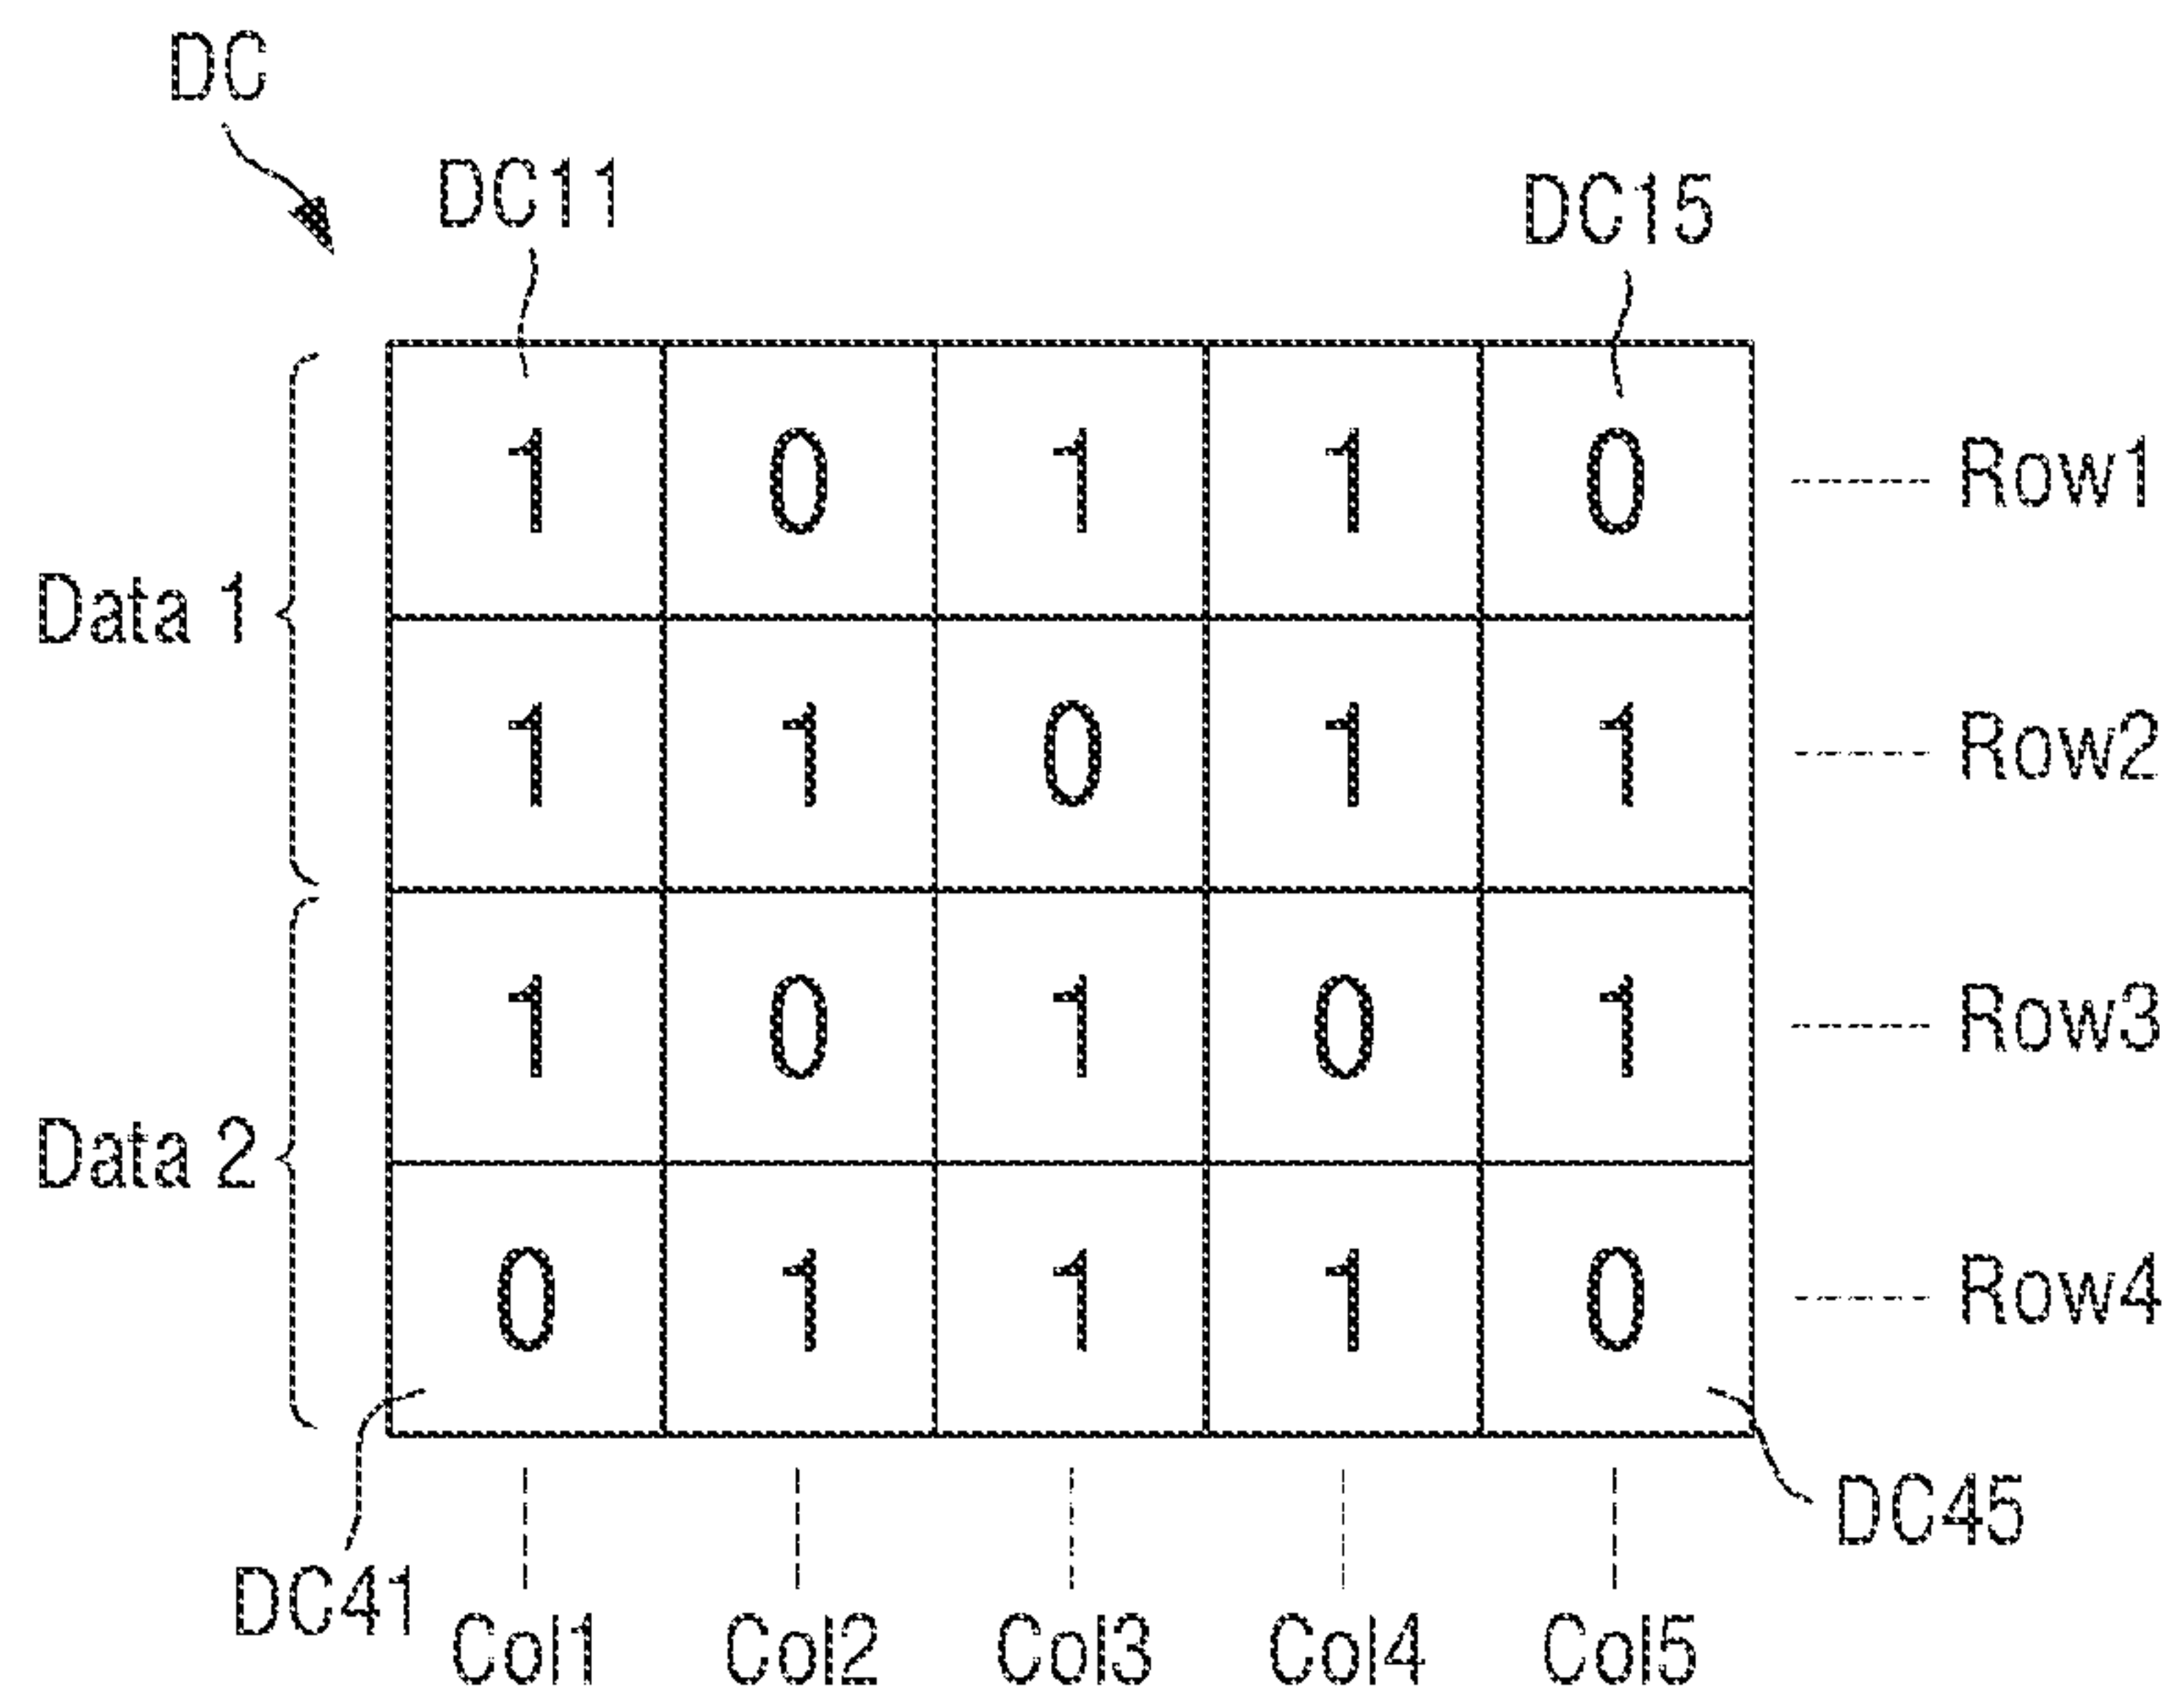 DC
DC11
DC15
1 0 1 1 0 Row1
Data 1
1 1 0 1 1 Row2
1 0 1 0 1 Row3
Data 2
0 1 1 1 0 Row4
DC45
DC41
Col1 Col2 Col3 Col4 Col5